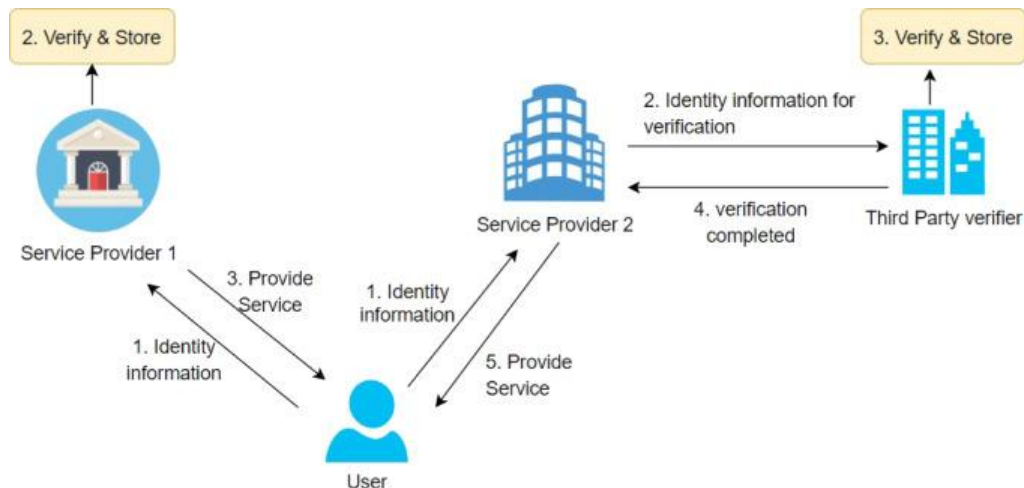 2. Verify & Store
3. Verify & Store
2. Identity information for
verification
Service Provider 1
Service Provider 2
4. verification
completed
Third Party verifier
3. Provide
Service
1. Identity
information
1. Identity
information
5. Provide
Service
User